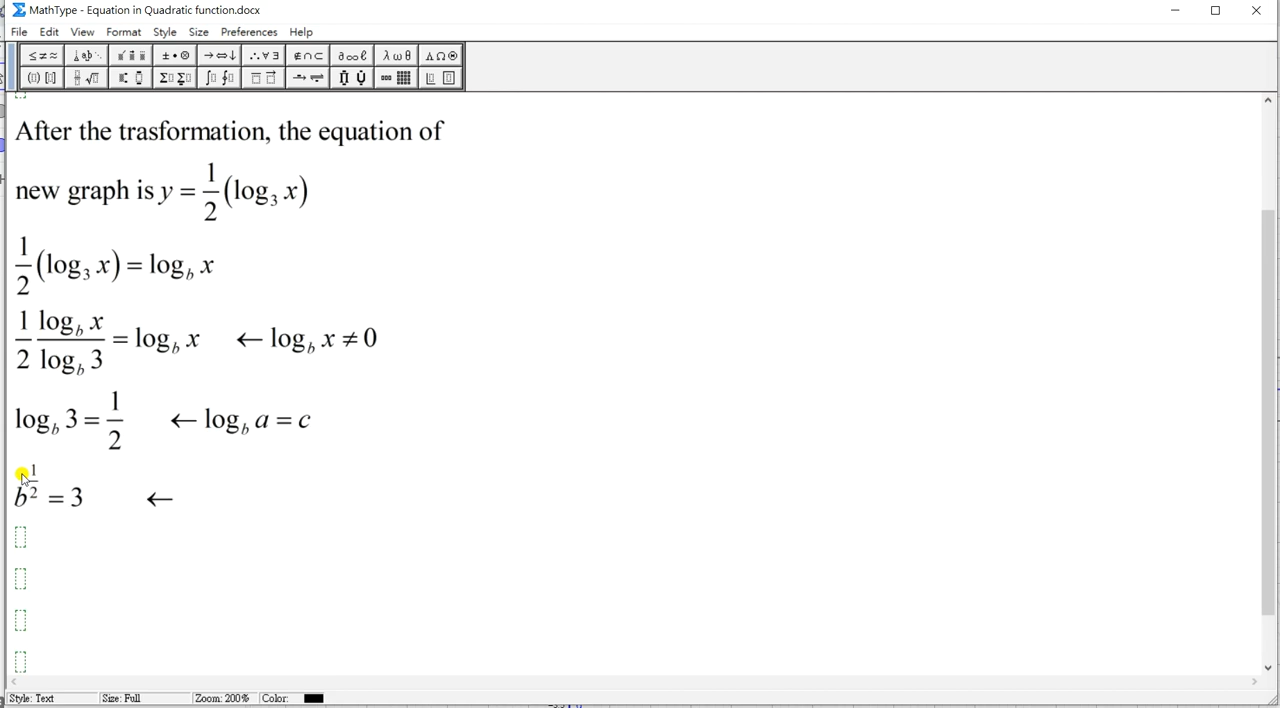 MathType - Equation in Quadratic function.docx
File Edit View Format Style Size Preferences Help
After the trasformation, the equation of
new graph is y = 1/2 (log₃ x)
1/2 (log₃ x) = log_b x
1/2 log_b x / log_b 3 = log_b x ← log_b x ≠ 0
log_b 3 = 1/2 ← log_b a = c
b^(1/2) = 3 ←
Style: Text Size: Full Zoom: 200% Color: